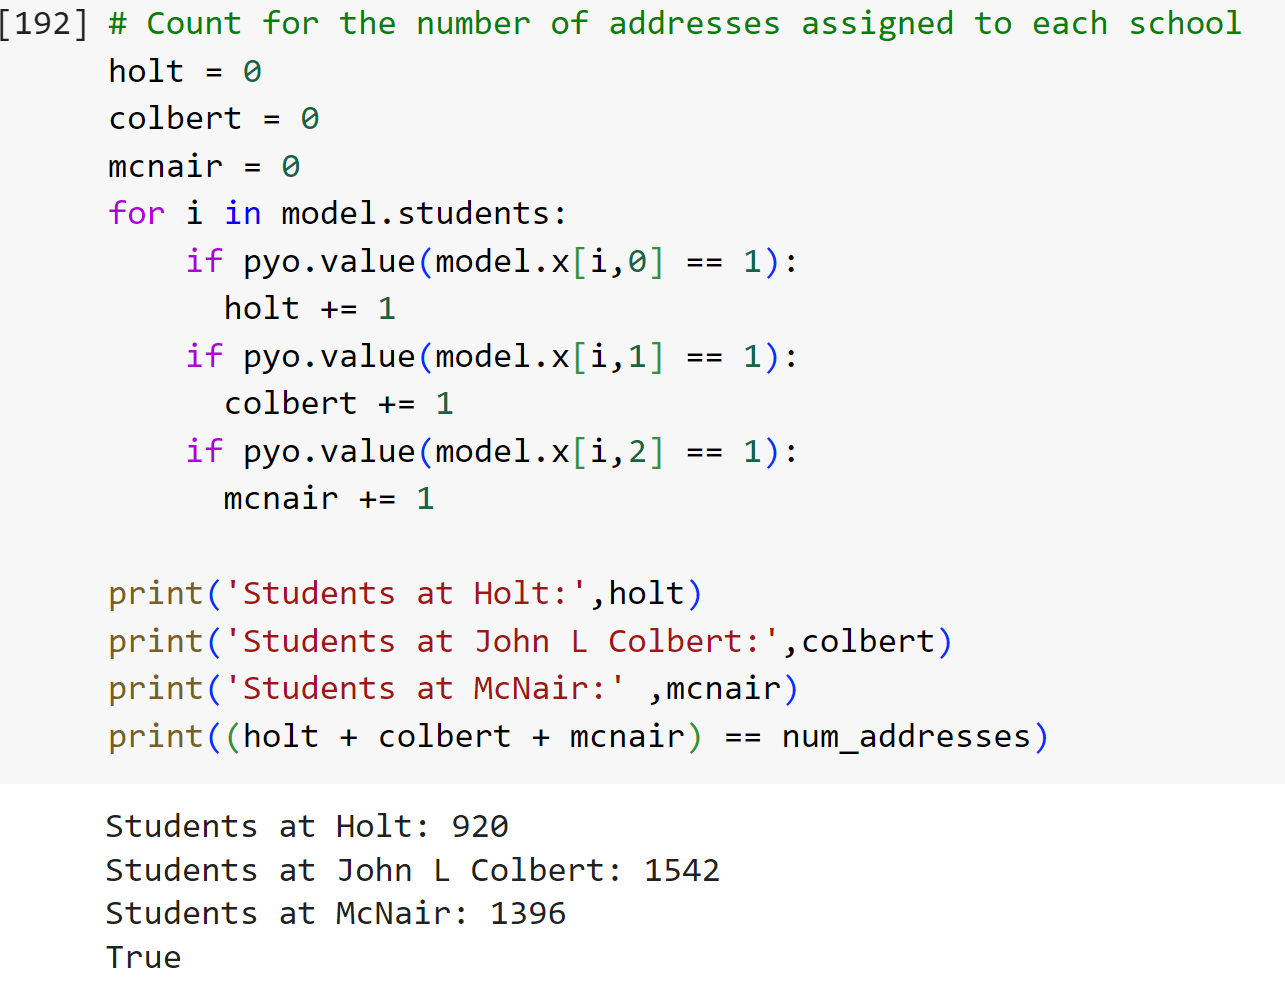 [192] # Count for the number of addresses assigned to each school
holt = 0
colbert = 0
mcnair = 0
for i in model.students:
    if pyo.value(model.x[i,0] == 1):
      holt += 1
    if pyo.value(model.x[i,1] == 1):
      colbert += 1
    if pyo.value(model.x[i,2] == 1):
      mcnair += 1

print('Students at Holt:',holt)
print('Students at John L Colbert:',colbert)
print('Students at McNair:' ,mcnair)
print((holt + colbert + mcnair) == num_addresses)
Students at Holt: 920
Students at John L Colbert: 1542
Students at McNair: 1396
True